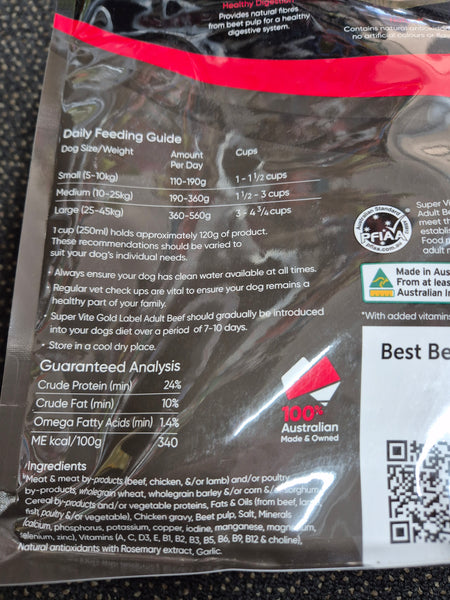 Healthy Digestion
Provides natural fibres
from beet pulp for a healthy
digestive system.
Contains natural
no artificial colours or
Daily Feeding Guide
Dog Size/Weight Amount Per Day Cups
Small (5-10kg) 110-190g 1 - 1 1/2 cups
Medium (10-25kg) 190-360g 1 1/2 - 3 cups
Large (25-45kg) 360-560g 3 - 4 3/4 cups
1 cup (250ml) holds approximately 120g of product.
These recommendations should be varied to
suit your dog's individual needs.
• Always ensure your dog has clean water available at all times.
• Regular vet check ups are vital to ensure your dog remains a
healthy part of your family.
• Super Vite Gold Label Adult Beef should gradually be introduced
into your dogs diet over a period of 7-10 days.
• Store in a cool dry place.
Australian Standard
PFIAA
pfiaa.com.au
Super Vi
Adult Be
meet th
establis
Food
adult
Made in Aus
From at leas
Australian in
*With added vitamins
Best Be
Guaranteed Analysis
Crude Protein (min) 24%
Crude Fat (min) 10%
Omega Fatty Acids (min) 1.4%
ME kcal/100g 340
100%
Australian
Made & Owned
Ingredients
Meat & meat by-products (beef, chicken, &/or lamb) and/or poultry
by-products, wholegrain wheat, wholegrain barley &/or corn &/or sorghum,
Cereal by-products and/or vegetable proteins, Fats & Oils (from beef, lamb,
fish, poultry &/or vegetable), Chicken gravy, Beet pulp, Salt, Minerals
(calcium, phosphorus, potassium, copper, iodine, manganese, magnesium,
selenium, zinc), Vitamins (A, C, D3, E, B1, B2, B3, B5, B6, B9, B12 & choline),
Natural antioxidants with Rosemary extract, Garlic.